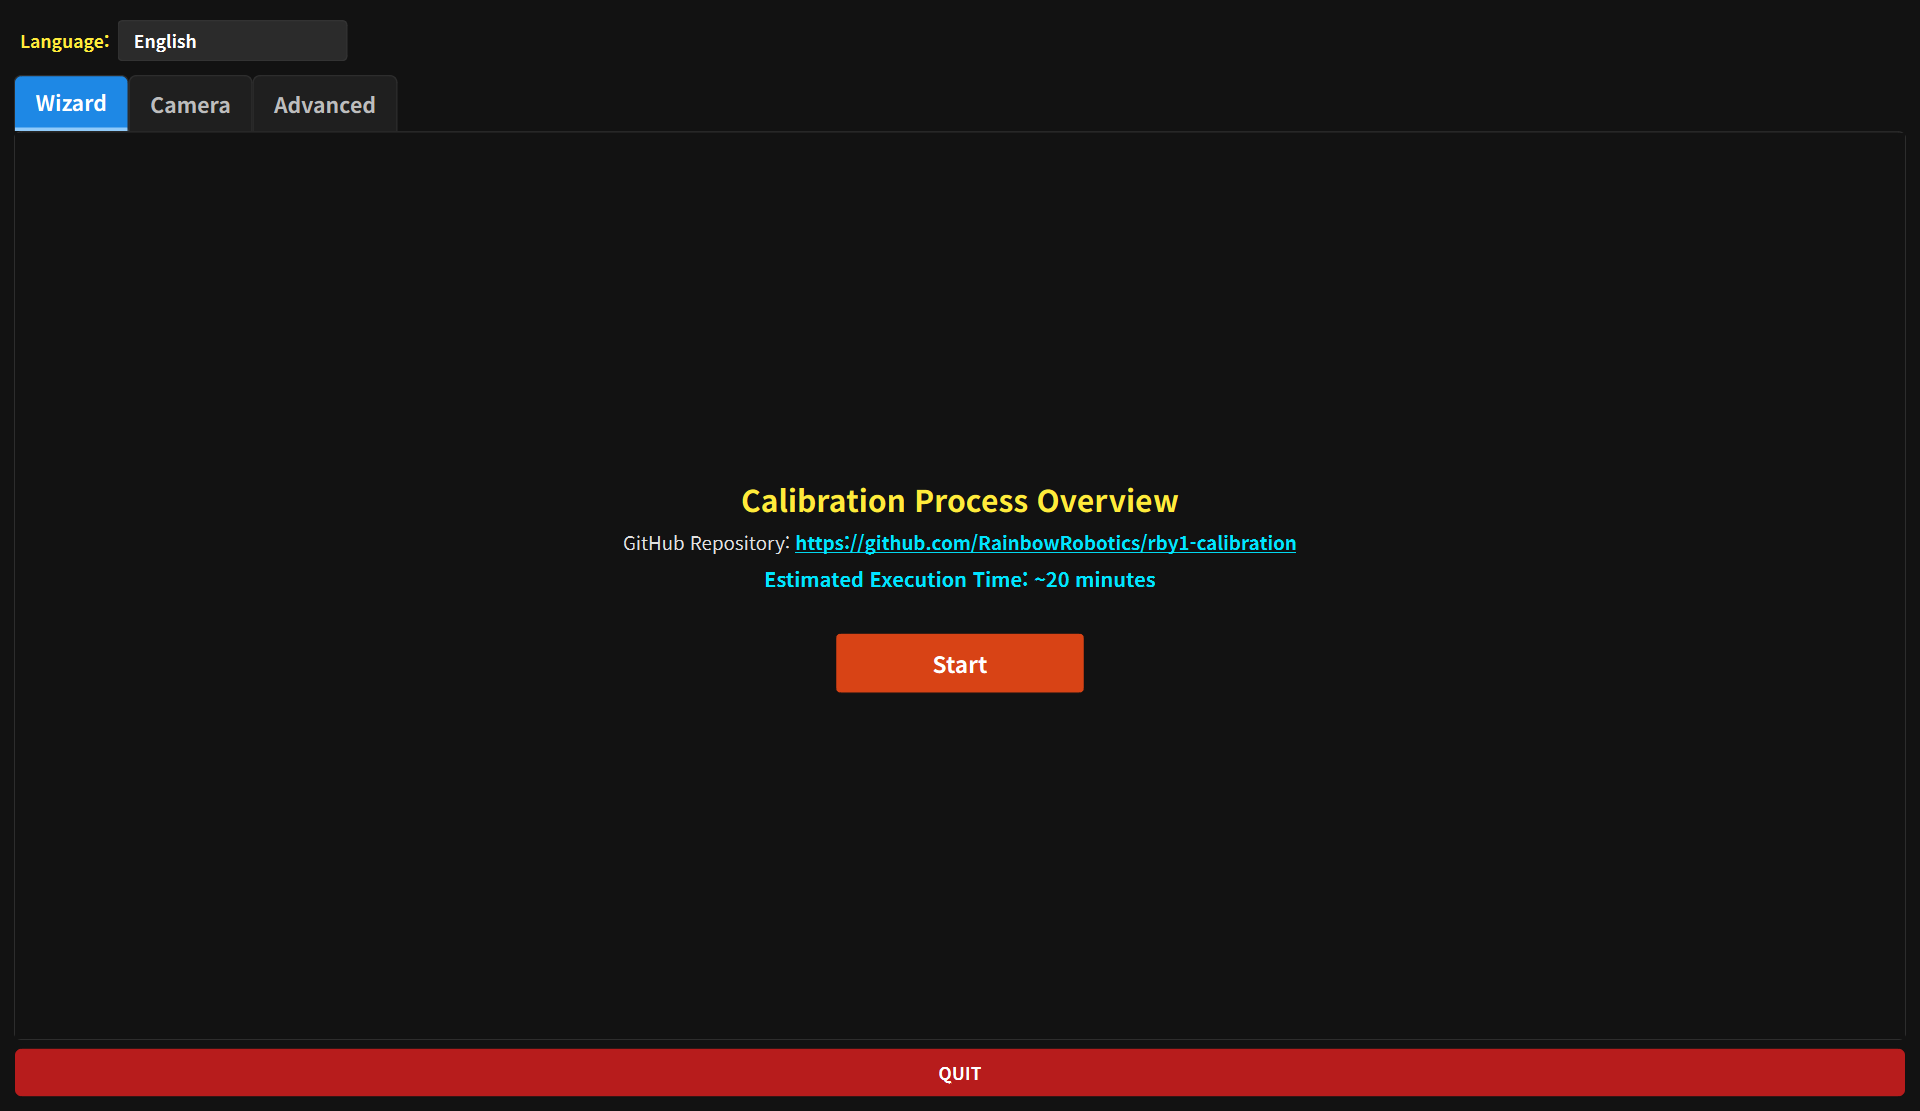 Language: English
Wizard Camera Advanced
Calibration Process Overview
GitHub Repository: https://github.com/RainbowRobotics/rby1-calibration
Estimated Execution Time: ~20 minutes
Start
QUIT